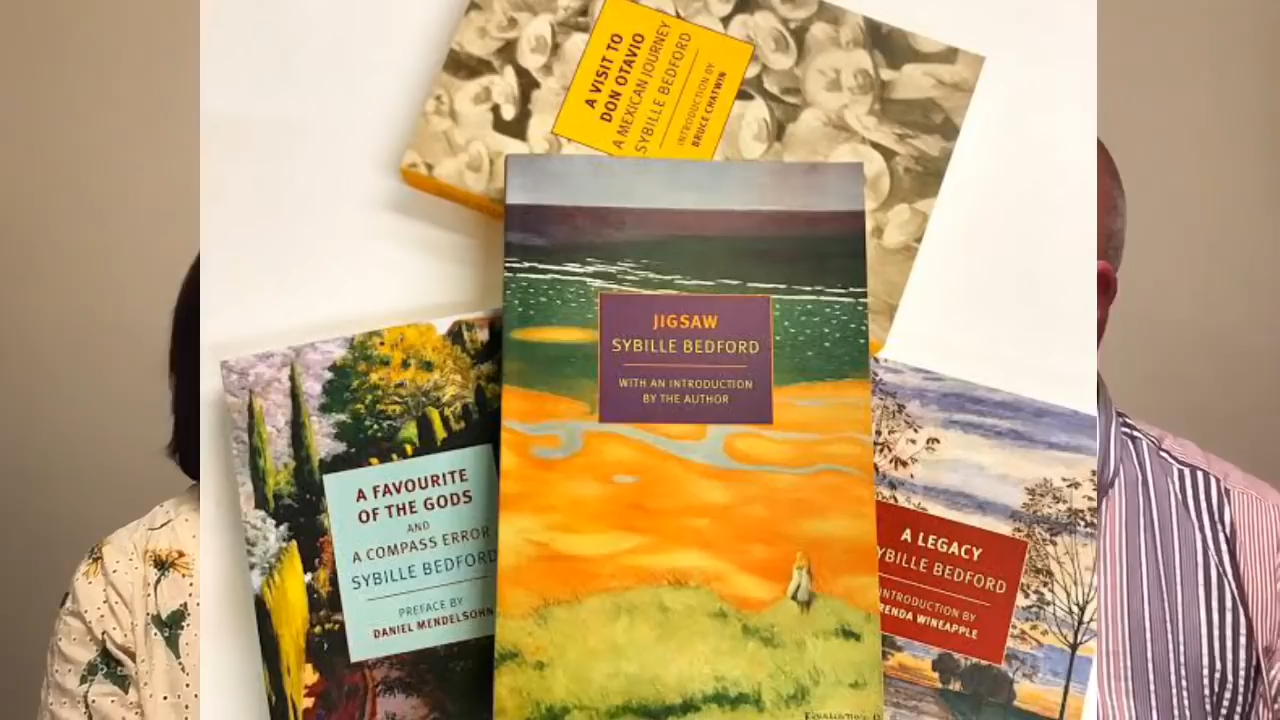 A VISIT TO
DON OTAVIO
A MEXICAN JOURNEY
SYBILLE BEDFORD
INTRODUCTION BY
BRUCE CHATWIN
JIGSAW
SYBILLE BEDFORD
WITH AN INTRODUCTION
BY THE AUTHOR
A FAVOURITE
OF THE GODS
AND
A COMPASS ERROR
SYBILLE BEDFORD
PREFACE BY
DANIEL MENDELSOHN
A LEGACY
SYBILLE BEDFORD
INTRODUCTION BY
BRENDA WINEAPPLE